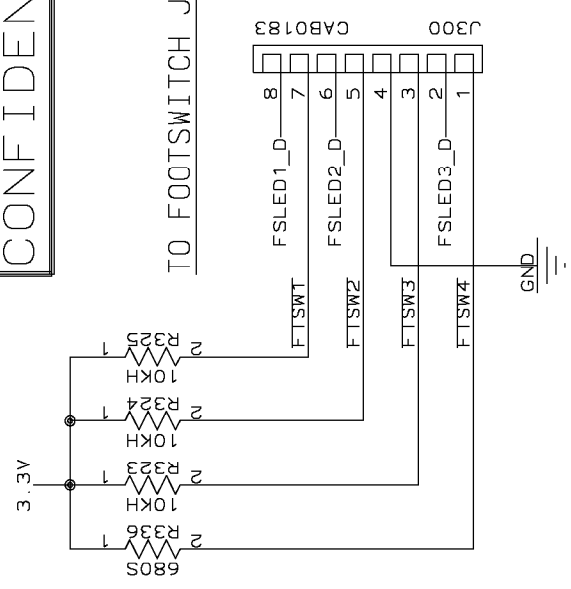 CONFIDEN
TO FOOTSWITCH J
CAB0183
J300
8
7
6
5
4
3
2
1
FSLED1_D
FSLED2_D
FSLED3_D
FTSW1
FTSW2
FTSW3
FTSW4
GND
3.3V
1
R325
10KH
2
1
R324
10KH
2
1
R323
10KH
2
1
R336
680S
2